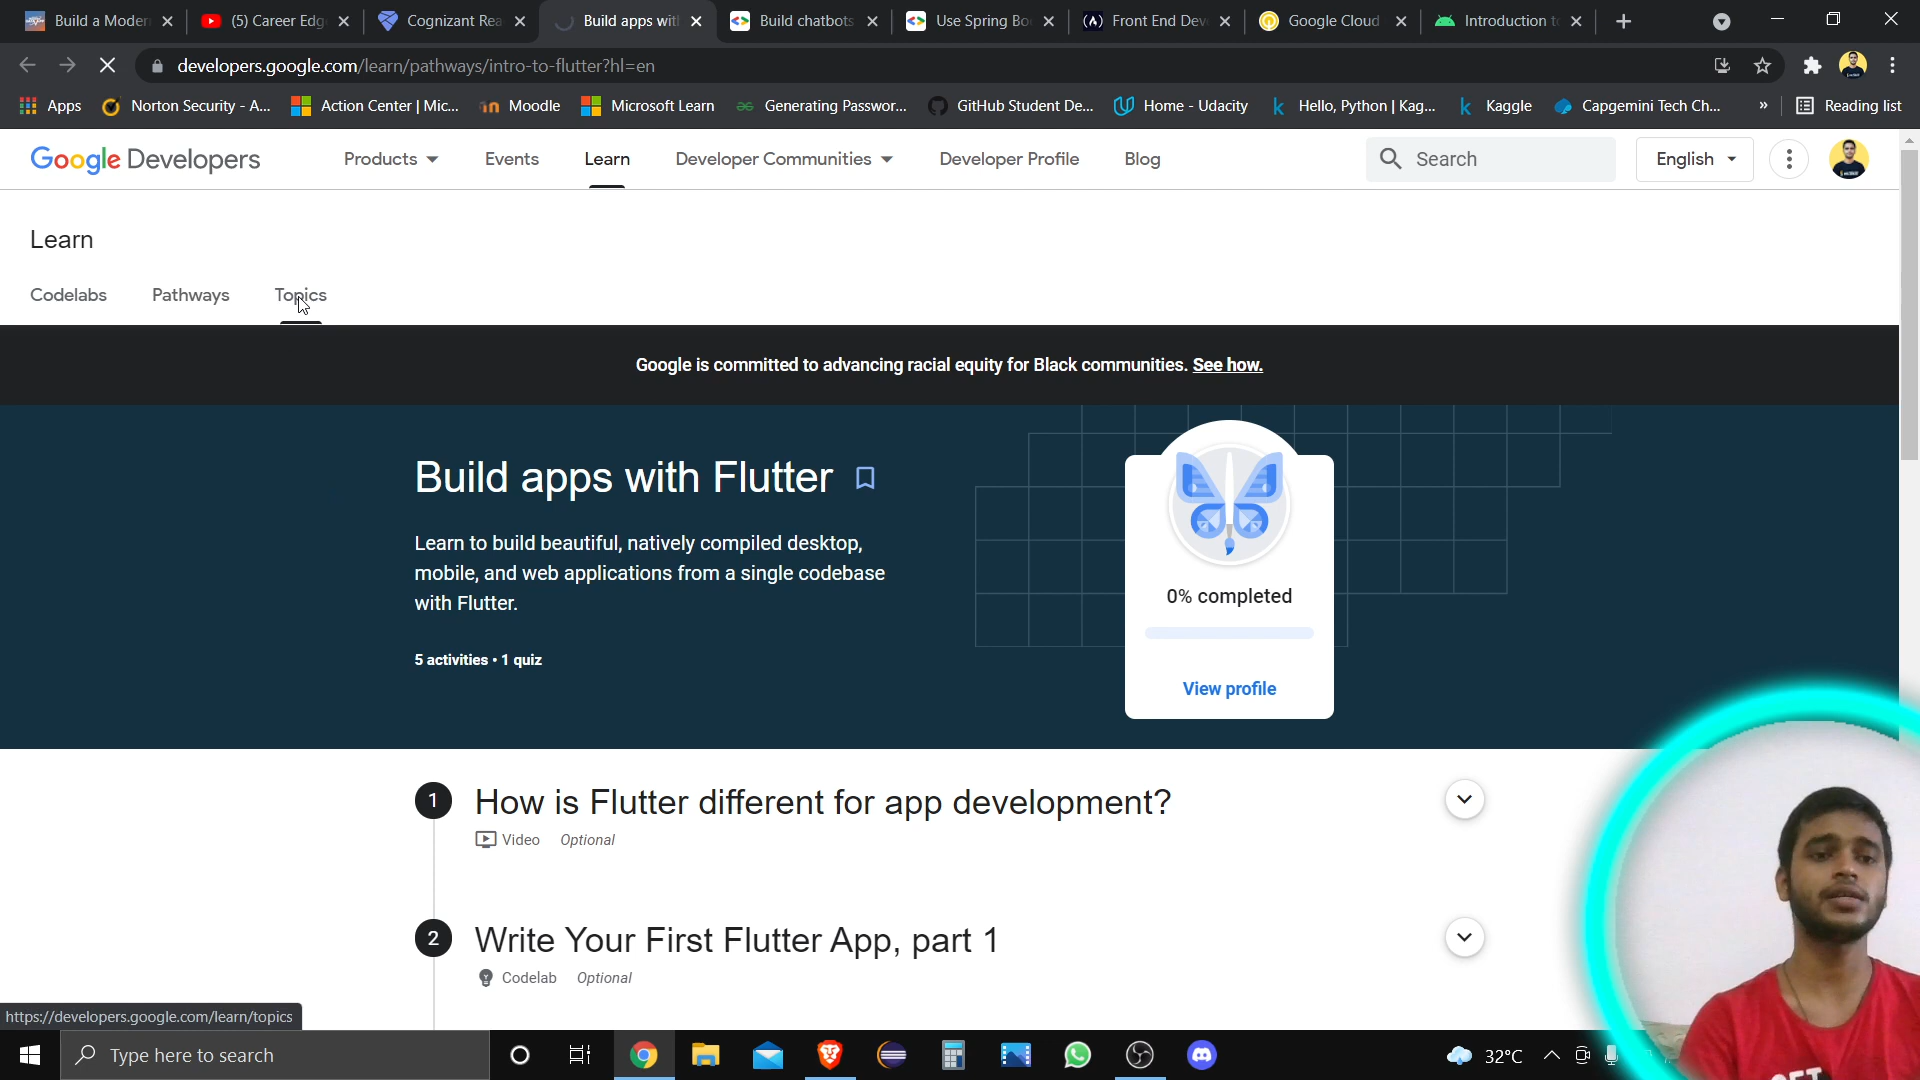 Build a Moder
(5) Career Edg
Cognizant Rea
Build apps wit
Build chatbots
Use Spring Bo
Front End Dev
Google Cloud
Introduction t
developers.google.com/learn/pathways/intro-to-flutter?hl=en
Apps
Norton Security - A...
Action Center | Mic...
Moodle
Microsoft Learn
Generating Passwor...
GitHub Student De...
Home - Udacity
Hello, Python | Kag...
Kaggle
Capgemini Tech Ch...
»
Reading list
Google Developers
Products
Events
Learn
Developer Communities
Developer Profile
Blog
Search
English
Learn
Codelabs
Pathways
Topics
Google is committed to advancing racial equity for Black communities. See how.
Build apps with Flutter
Learn to build beautiful, natively compiled desktop,
mobile, and web applications from a single codebase
with Flutter.
5 activities • 1 quiz
0% completed
View profile
1 How is Flutter different for app development?
Video Optional
2 Write Your First Flutter App, part 1
Codelab Optional
https://developers.google.com/learn/topics
Type here to search
32°C